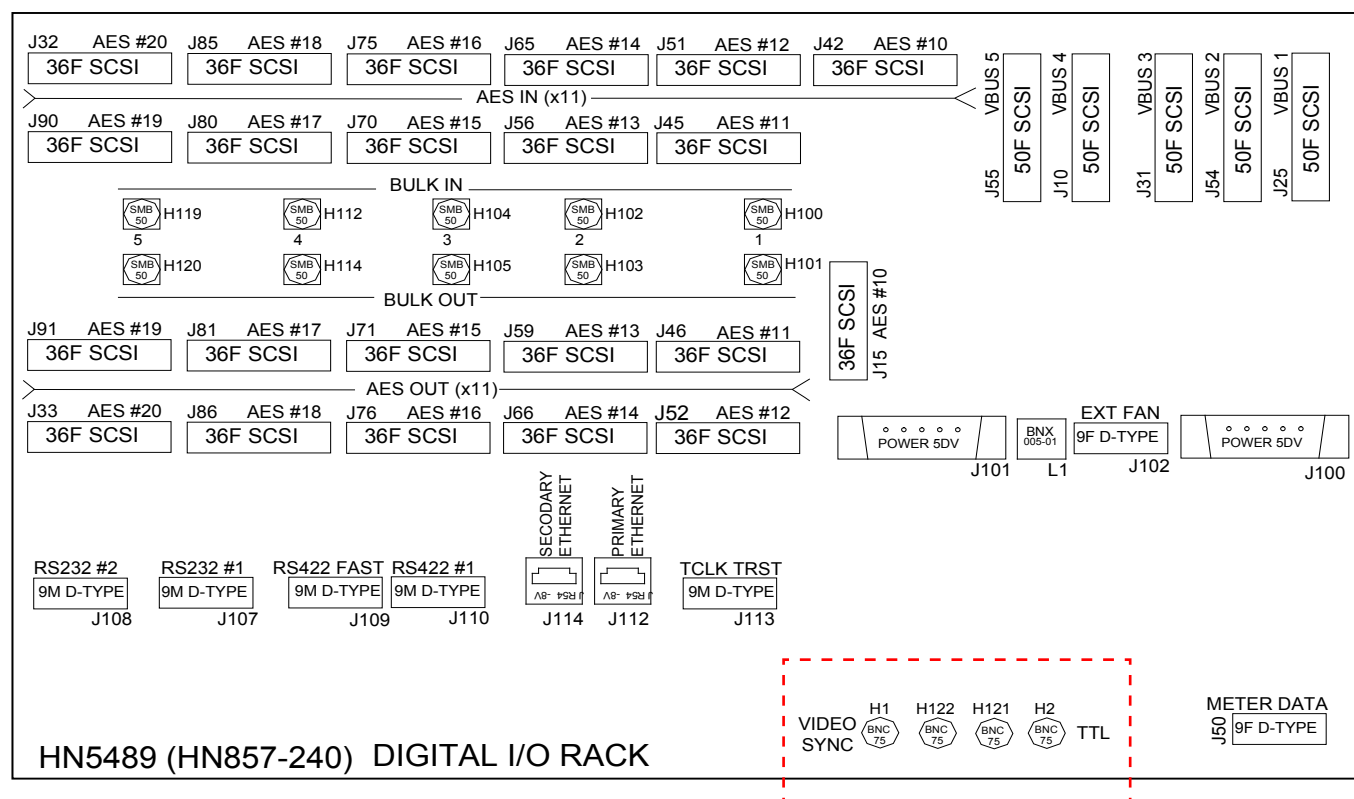 J32 AES #20 J85 AES #18 J75 AES #16 J65 AES #14 J51 AES #12 J42 AES #10
36F SCSI 36F SCSI 36F SCSI 36F SCSI 36F SCSI 36F SCSI
AES IN (x11)
J90 AES #19 J80 AES #17 J70 AES #15 J56 AES #13 J45 AES #11
36F SCSI 36F SCSI 36F SCSI 36F SCSI 36F SCSI
J55 VBUS 5
50F SCSI
J10 VBUS 4
50F SCSI
J31 VBUS 3
50F SCSI
J54 VBUS 2
50F SCSI
J25 VBUS 1
50F SCSI
BULK IN
SMB 50 H119 SMB 50 H112 SMB 50 H104 SMB 50 H102 SMB 50 H100
5 4 3 2 1
SMB 50 H120 SMB 50 H114 SMB 50 H105 SMB 50 H103 SMB 50 H101
BULK OUT
36F SCSI
J15 AES #10
J91 AES #19 J81 AES #17 J71 AES #15 J59 AES #13 J46 AES #11
36F SCSI 36F SCSI 36F SCSI 36F SCSI 36F SCSI
AES OUT (x11)
J33 AES #20 J86 AES #18 J76 AES #16 J66 AES #14 J52 AES #12
36F SCSI 36F SCSI 36F SCSI 36F SCSI 36F SCSI
EXT FAN
POWER 5DV BNX 005-01 9F D-TYPE POWER 5DV
J101 L1 J102 J100
SECODARY
ETHERNET
PRIMARY
ETHERNET
RS232 #2 RS232 #1 RS422 FAST RS422 #1 TCLK TRST
9M D-TYPE 9M D-TYPE 9M D-TYPE 9M D-TYPE J R54 -8V J R54 -8V 9M D-TYPE
J108 J107 J109 J110 J114 J112 J113
H1 H122 H121 H2
VIDEO SYNC BNC 75 BNC 75 BNC 75 BNC 75 TTL
METER DATA
J50 9F D-TYPE
HN5489 (HN857-240) DIGITAL I/O RACK